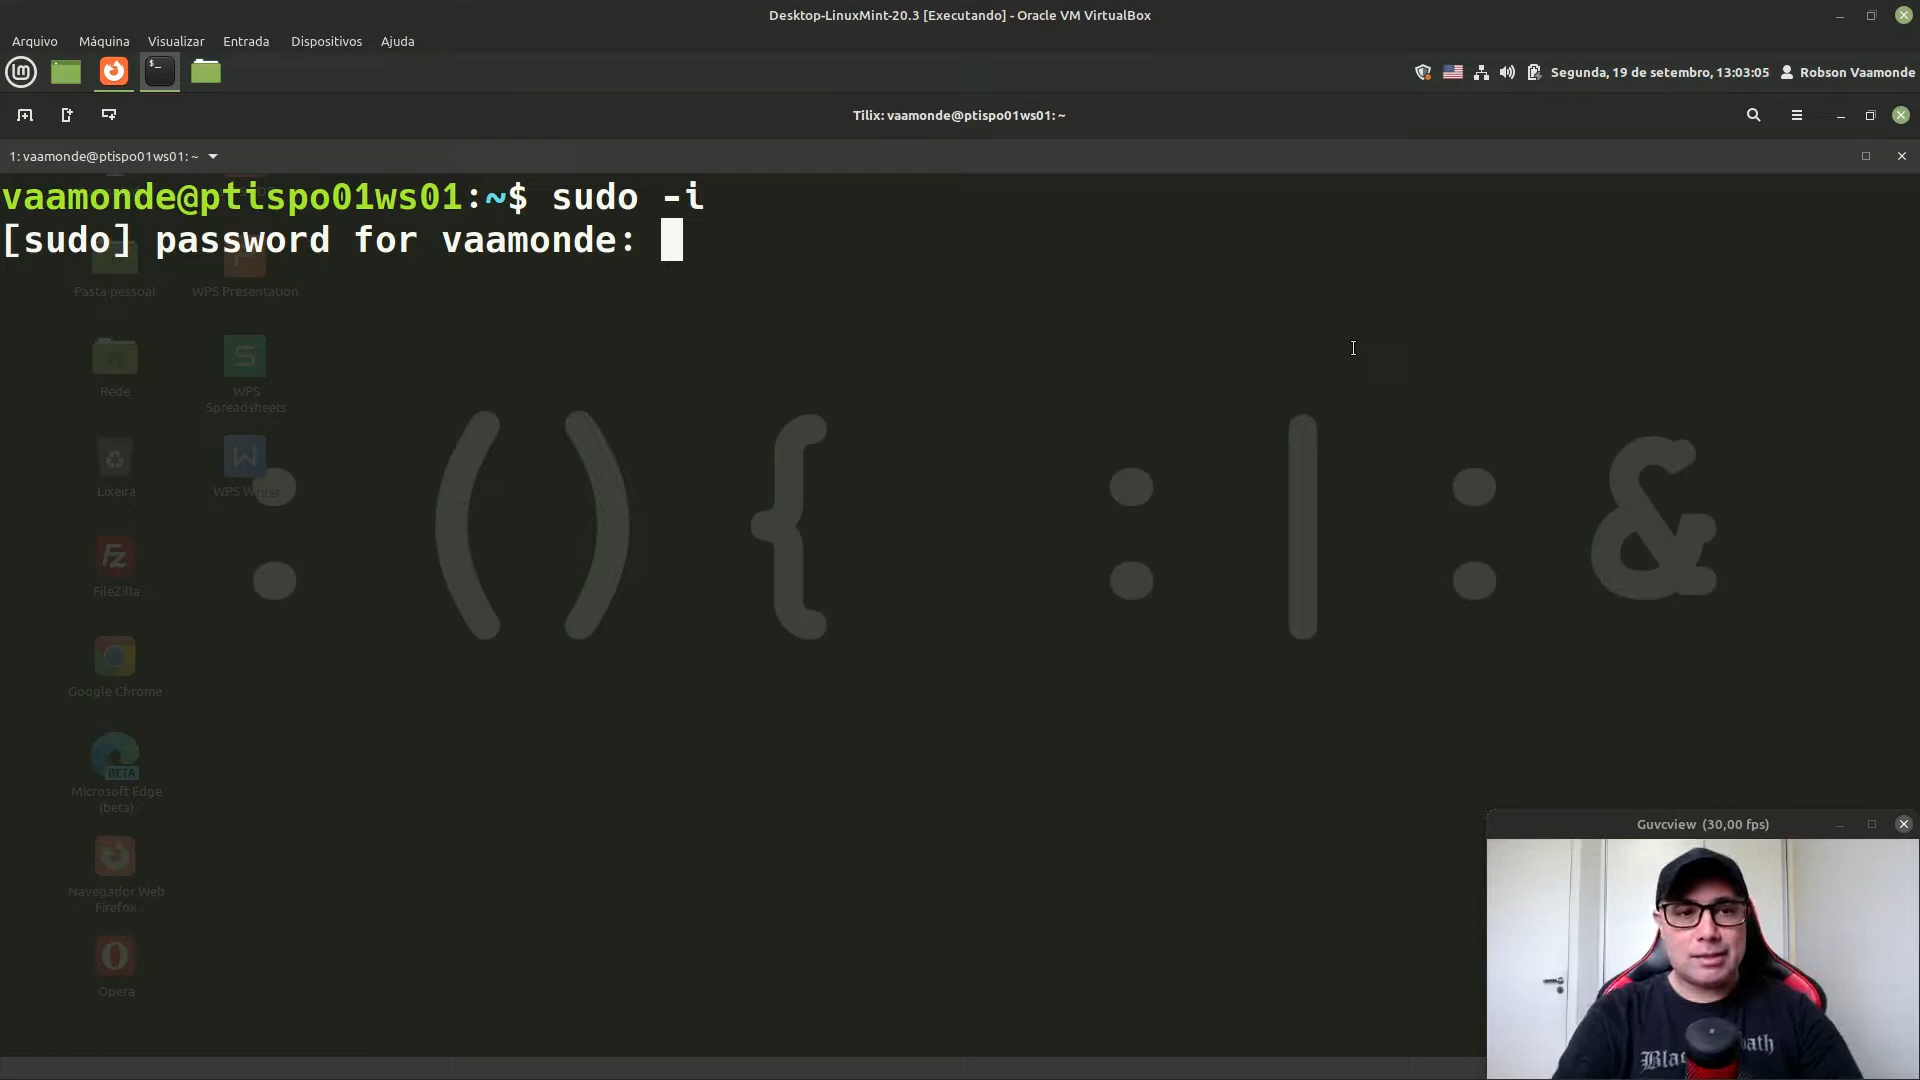 Desktop-LinuxMint-20.3 [Executando] - Oracle VM VirtualBox
Arquivo Máquina Visualizar Entrada Dispositivos Ajuda
Segunda, 19 de setembro, 13:03:05 Robson Vaamonde
Tilix: vaamonde@ptispo01ws01: ~
1: vaamonde@ptispo01ws01: ~
vaamonde@ptispo01ws01:~$ sudo -i
[sudo] password for vaamonde:
Pasta pessoal
WPS Presentation
Rede
WPS
Spreadsheets
Lixeira
WPS Writer
:(){ :|:&
FileZilla
Google Chrome
BETA
Microsoft Edge
(beta)
Navegador Web
Firefox
Opera
Guvcview (30,00 fps)